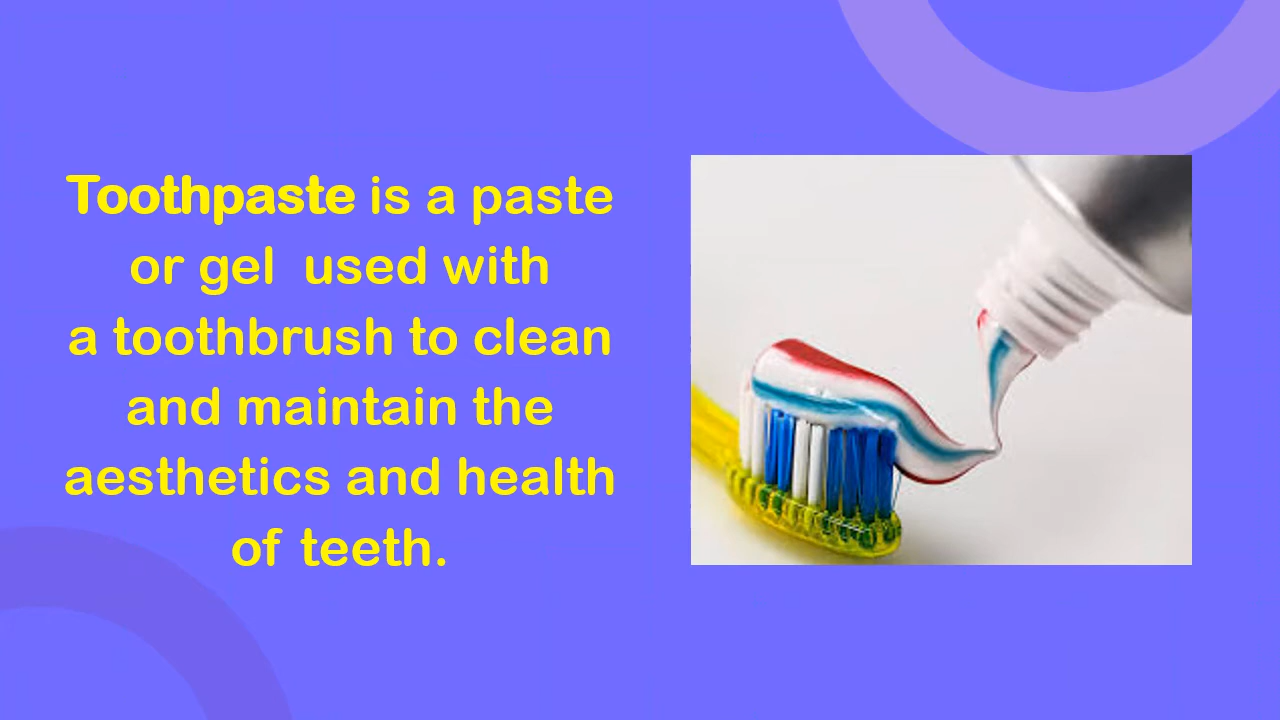 Toothpaste is a paste
or gel  used with
a toothbrush to clean
and maintain the
aesthetics and health
of teeth.